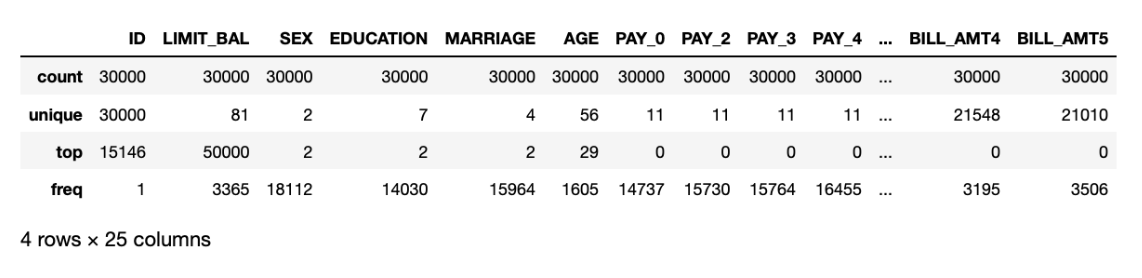 ID LIMIT_BAL SEX EDUCATION MARRIAGE AGE PAY_0 PAY_2 PAY_3 PAY_4 ... BILL_AMT4 BILL_AMT5
count 30000 30000 30000 30000 30000 30000 30000 30000 30000 30000 ... 30000 30000
unique 30000 81 2 7 4 56 11 11 11 11 ... 21548 21010
top 15146 50000 2 2 2 29 0 0 0 0 ... 0 0
freq 1 3365 18112 14030 15964 1605 14737 15730 15764 16455 ... 3195 3506
4 rows × 25 columns